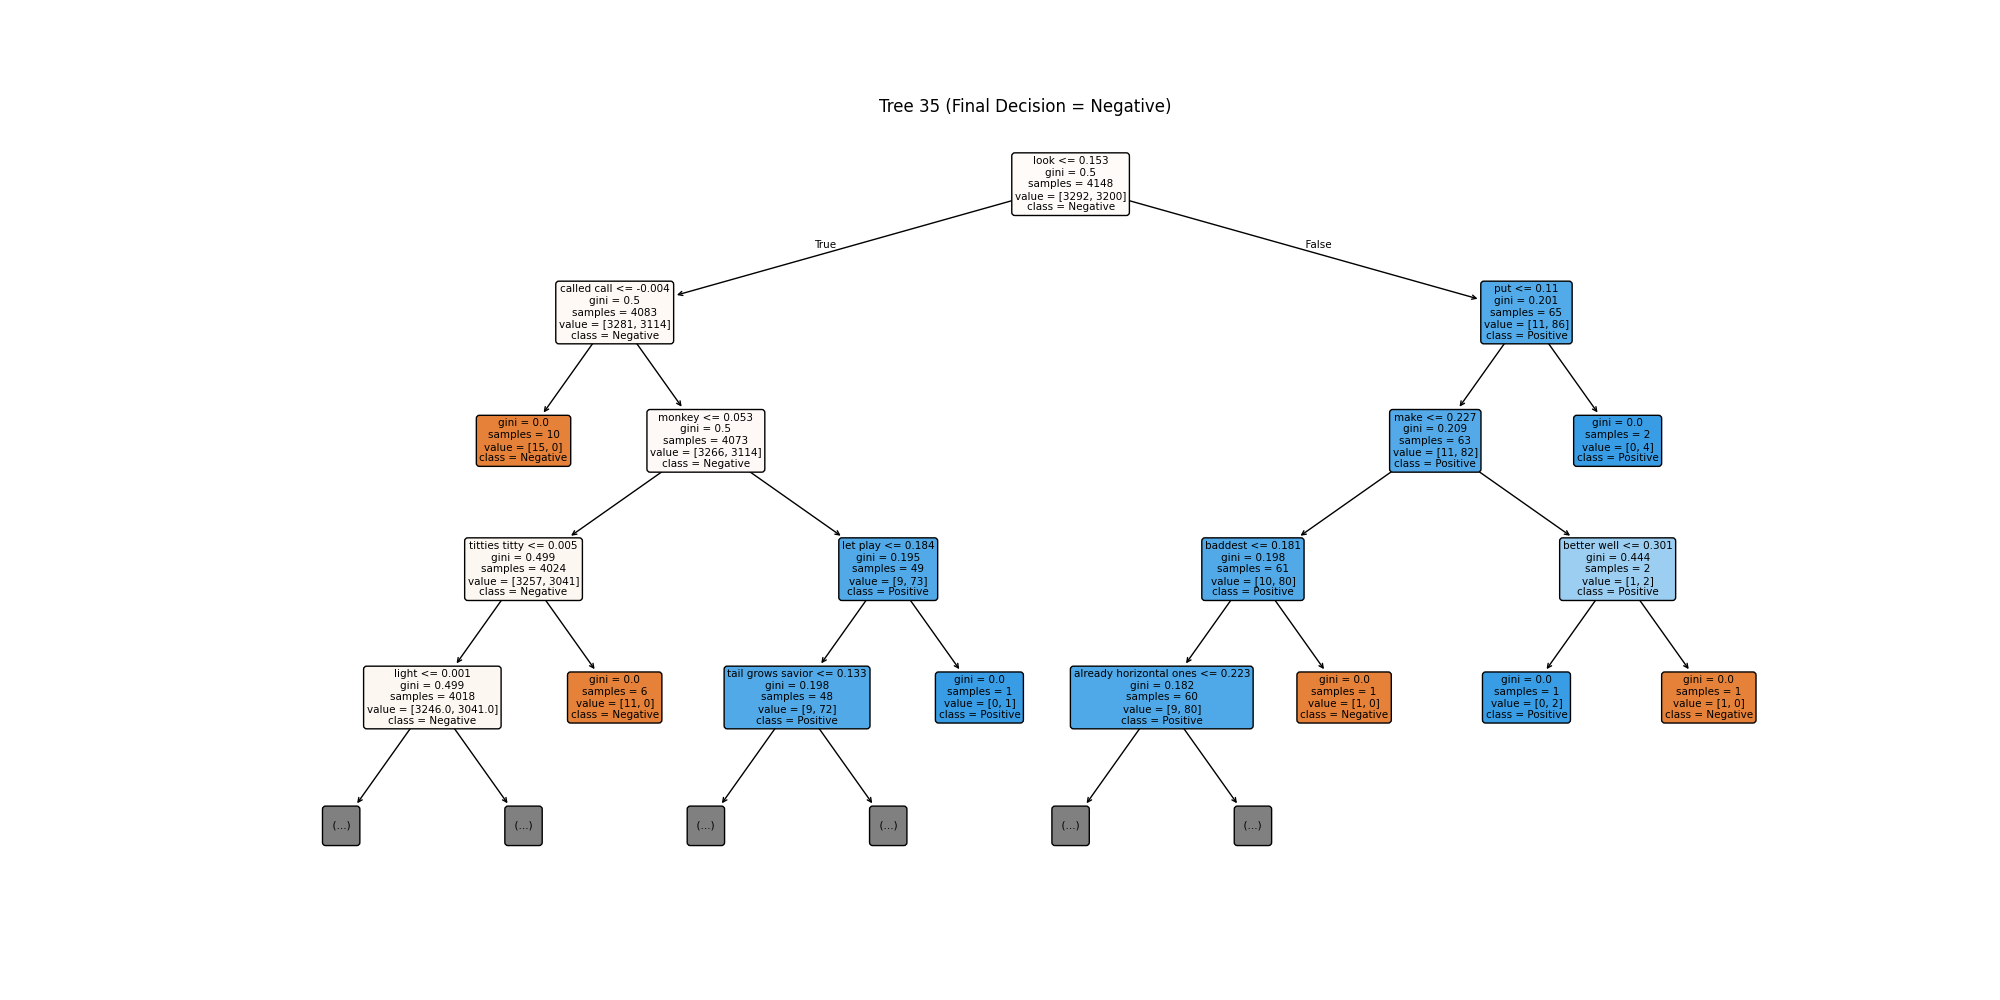 Tree 35 (Final Decision = Negative)
look <= 0.153
gini = 0.5
samples = 4148
value = [3292, 3200]
class = Negative
True
False
called call <= -0.004
gini = 0.5
samples = 4083
value = [3281, 3114]
class = Negative
put <= 0.11
gini = 0.201
samples = 65
value = [11, 86]
class = Positive
gini = 0.0
samples = 10
value = [15, 0]
class = Negative
monkey <= 0.053
gini = 0.5
samples = 4073
value = [3266, 3114]
class = Negative
make <= 0.227
gini = 0.209
samples = 63
value = [11, 82]
class = Positive
gini = 0.0
samples = 2
value = [0, 4]
class = Positive
titties titty <= 0.005
gini = 0.499
samples = 4024
value = [3257, 3041]
class = Negative
let play <= 0.184
gini = 0.195
samples = 49
value = [9, 73]
class = Positive
baddest <= 0.181
gini = 0.198
samples = 61
value = [10, 80]
class = Positive
better well <= 0.301
gini = 0.444
samples = 2
value = [1, 2]
class = Positive
light <= 0.001
gini = 0.499
samples = 4018
value = [3246.0, 3041.0]
class = Negative
gini = 0.0
samples = 6
value = [11, 0]
class = Negative
tail grows savior <= 0.133
gini = 0.198
samples = 48
value = [9, 72]
class = Positive
gini = 0.0
samples = 1
value = [0, 1]
class = Positive
already horizontal ones <= 0.223
gini = 0.182
samples = 60
value = [9, 80]
class = Positive
gini = 0.0
samples = 1
value = [1, 0]
class = Negative
gini = 0.0
samples = 1
value = [0, 2]
class = Positive
gini = 0.0
samples = 1
value = [1, 0]
class = Negative
(...)
(...)
(...)
(...)
(...)
(...)